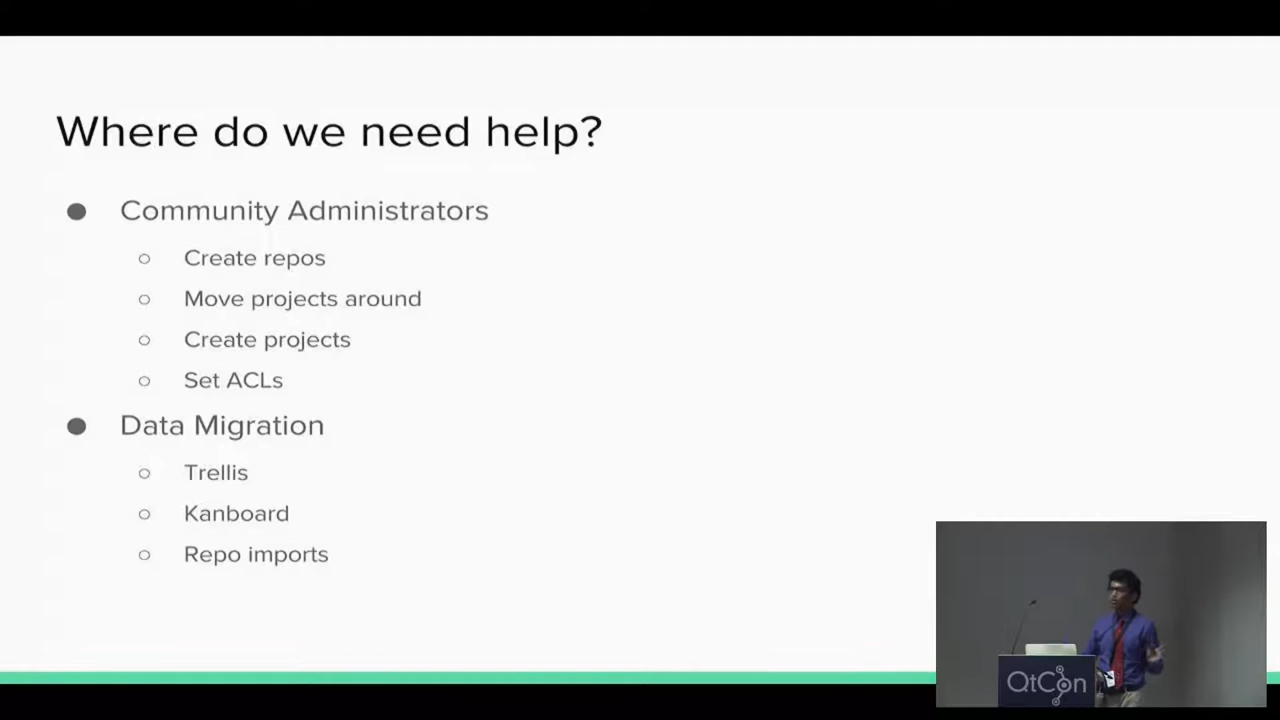 Where do we need help?
● Community Administrators
○ Create repos
○ Move projects around
○ Create projects
○ Set ACLs
● Data Migration
○ Trellis
○ Kanboard
○ Repo imports
QtCon